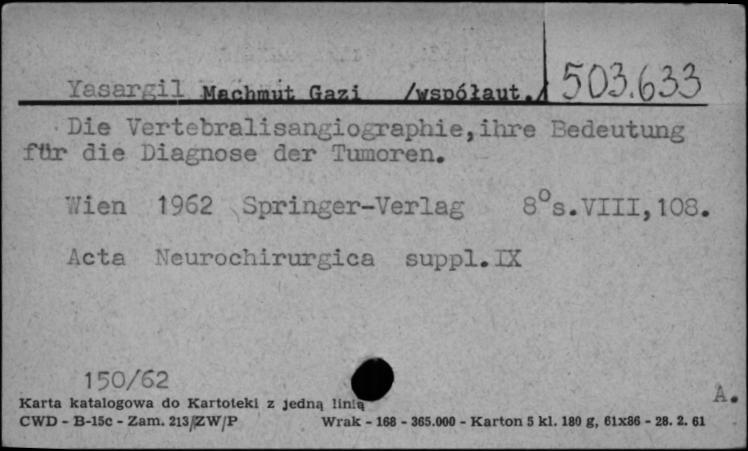 503.633
Yasargil Machmut Gazi /współaut./
Die Vertebralisangiographie,ihre Bedeutung
für die Diagnose der Tumoren.
Wien 1962 Springer-Verlag 8°s.VIII,108.
Acta Neurochirurgica suppl.IX
150/62
A.
Karta katalogowa do Kartoteki z jedną linią
CWD - B-15c - Zam. 213/ZW/P Wrak - 168 - 365.000 - Karton 5 kl. 180 g, 61x86 - 28. 2. 61